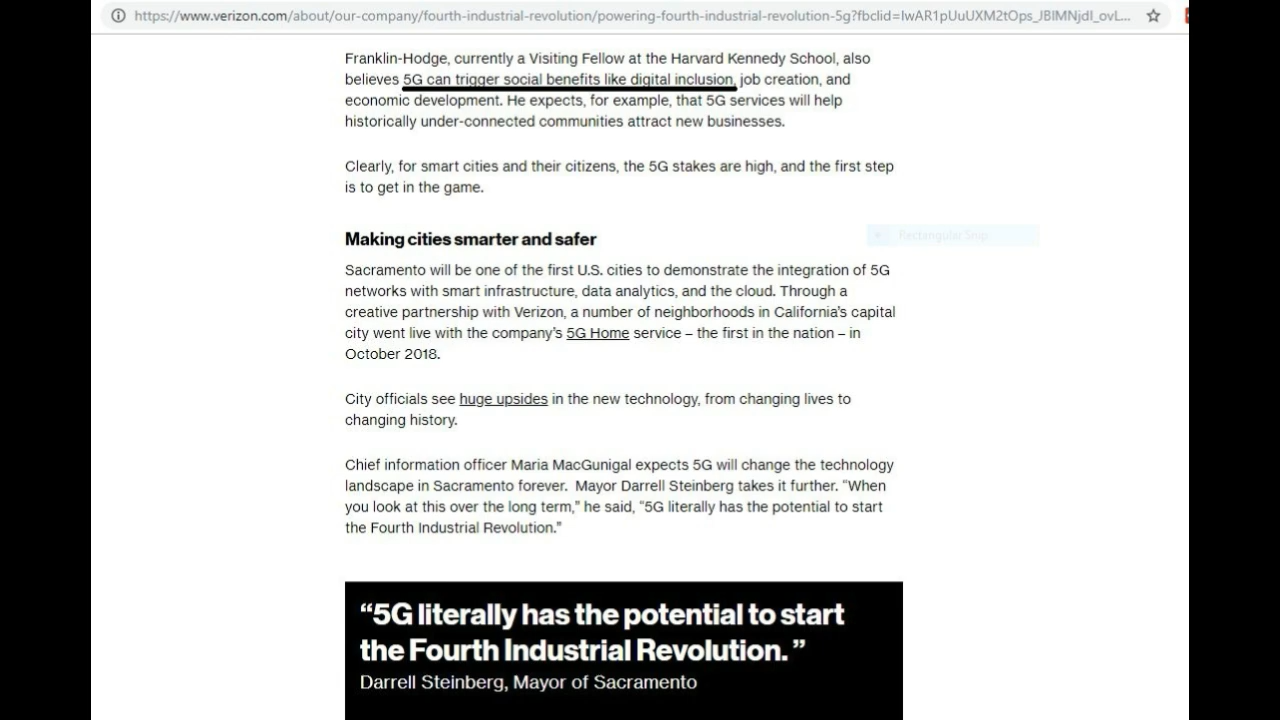 https://www.verizon.com/about/our-company/fourth-industrial-revolution/powering-fourth-industrial-revolution-5g?fbclid=IwAR1pUuUXM2tOps_JBIMNjdI_ovL...
Franklin-Hodge, currently a Visiting Fellow at the Harvard Kennedy School, also
believes 5G can trigger social benefits like digital inclusion, job creation, and
economic development. He expects, for example, that 5G services will help
historically under-connected communities attract new businesses.
Clearly, for smart cities and their citizens, the 5G stakes are high, and the first step
is to get in the game.
Making cities smarter and safer
Rectangular Snip
Sacramento will be one of the first U.S. cities to demonstrate the integration of 5G
networks with smart infrastructure, data analytics, and the cloud. Through a
creative partnership with Verizon, a number of neighborhoods in California’s capital
city went live with the company’s 5G Home service – the first in the nation – in
October 2018.
City officials see huge upsides in the new technology, from changing lives to
changing history.
Chief information officer Maria MacGunigal expects 5G will change the technology
landscape in Sacramento forever.  Mayor Darrell Steinberg takes it further. “When
you look at this over the long term,” he said, “5G literally has the potential to start
the Fourth Industrial Revolution.”
“5G literally has the potential to start
the Fourth Industrial Revolution. ”
Darrell Steinberg, Mayor of Sacramento